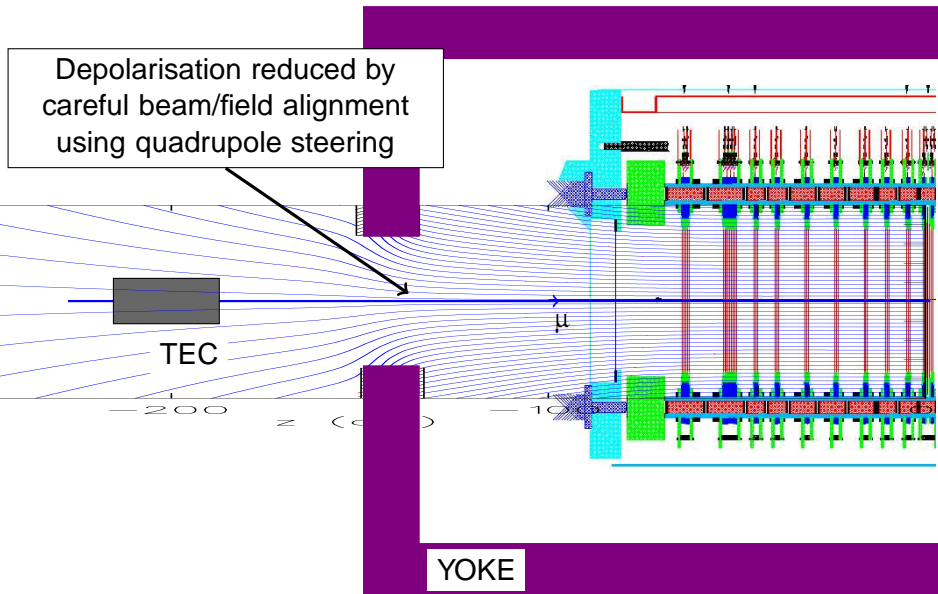 Depolarisation reduced by
careful beam/field alignment
using quadrupole steering
μ
TEC
−200
−100
z (
)
YOKE